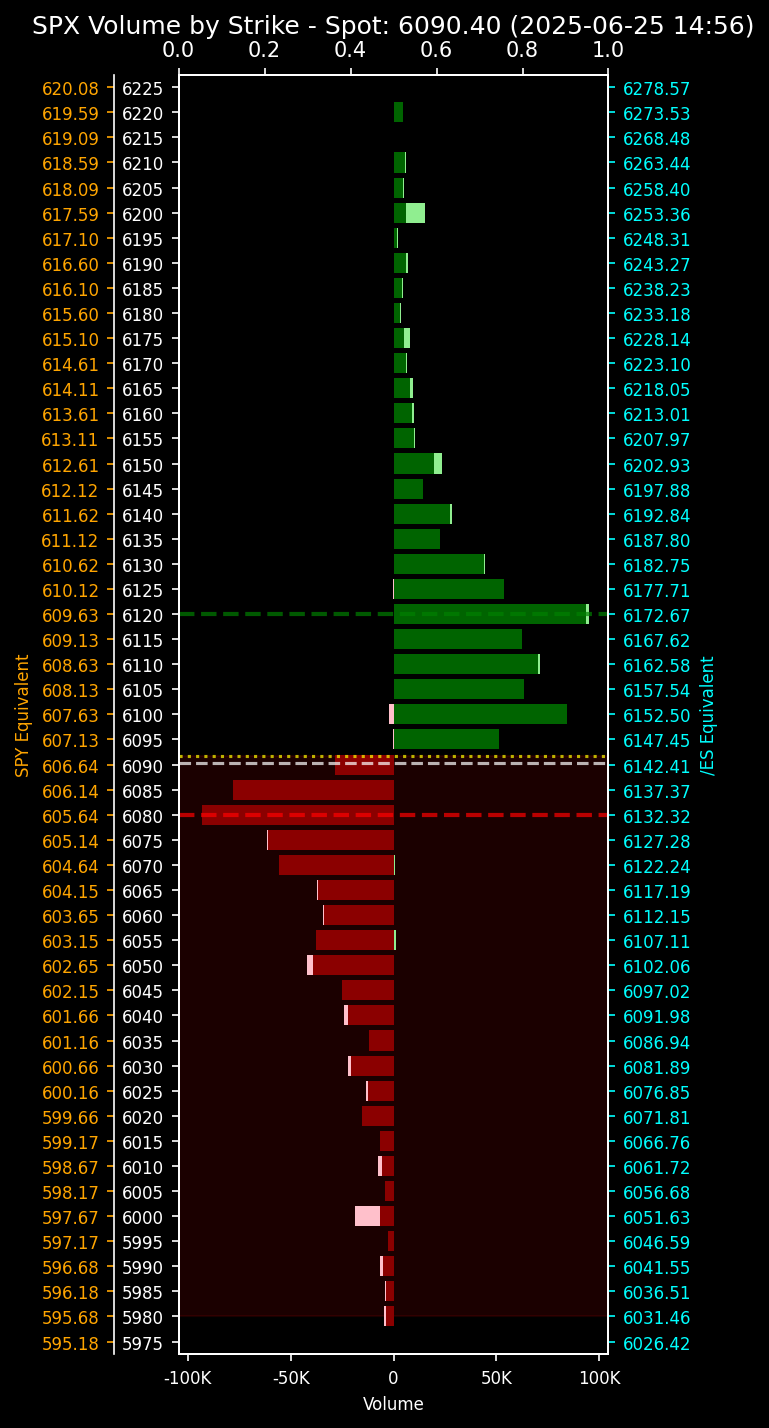 SPX Volume by Strike - Spot: 6090.40 (2025-06-25 14:56)
0.0 0.2 0.4 0.6 0.8 1.0
620.08 6225 6278.57
619.59 6220 6273.53
619.09 6215 6268.48
618.59 6210 6263.44
618.09 6205 6258.40
617.59 6200 6253.36
617.10 6195 6248.31
616.60 6190 6243.27
616.10 6185 6238.23
615.60 6180 6233.18
615.10 6175 6228.14
614.61 6170 6223.10
614.11 6165 6218.05
613.61 6160 6213.01
613.11 6155 6207.97
612.61 6150 6202.93
612.12 6145 6197.88
611.62 6140 6192.84
611.12 6135 6187.80
610.62 6130 6182.75
610.12 6125 6177.71
609.63 6120 6172.67
609.13 6115 6167.62
608.63 6110 6162.58
608.13 6105 6157.54
607.63 6100 6152.50
607.13 6095 6147.45
606.64 6090 6142.41
606.14 6085 6137.37
605.64 6080 6132.32
605.14 6075 6127.28
604.64 6070 6122.24
604.15 6065 6117.19
603.65 6060 6112.15
603.15 6055 6107.11
602.65 6050 6102.06
602.15 6045 6097.02
601.66 6040 6091.98
601.16 6035 6086.94
600.66 6030 6081.89
600.16 6025 6076.85
599.66 6020 6071.81
599.17 6015 6066.76
598.67 6010 6061.72
598.17 6005 6056.68
597.67 6000 6051.63
597.17 5995 6046.59
596.68 5990 6041.55
596.18 5985 6036.51
595.68 5980 6031.46
595.18 5975 6026.42
SPY Equivalent
/ES Equivalent
-100K -50K 0 50K 100K
Volume